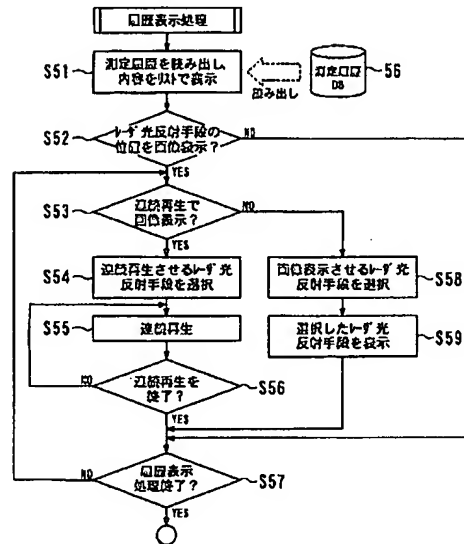 履歴表示処理
S51
測定履歴を読み出し、
内容をリストで表示
読み出し
測定履歴
DB
56
S52
レーダ光反射手段の
位置を画像表示?
NO
YES
S53
連続再生で
画像表示?
NO
YES
S54
連続再生させるレーダ光
反射手段を選択
画像表示させるレーダ光
反射手段を選択
S58
S55
連続再生
選択したレーダ光
反射手段を表示
S59
NO
連続再生を
終了?
S56
YES
NO
履歴表示
処理終了?
S57
YES